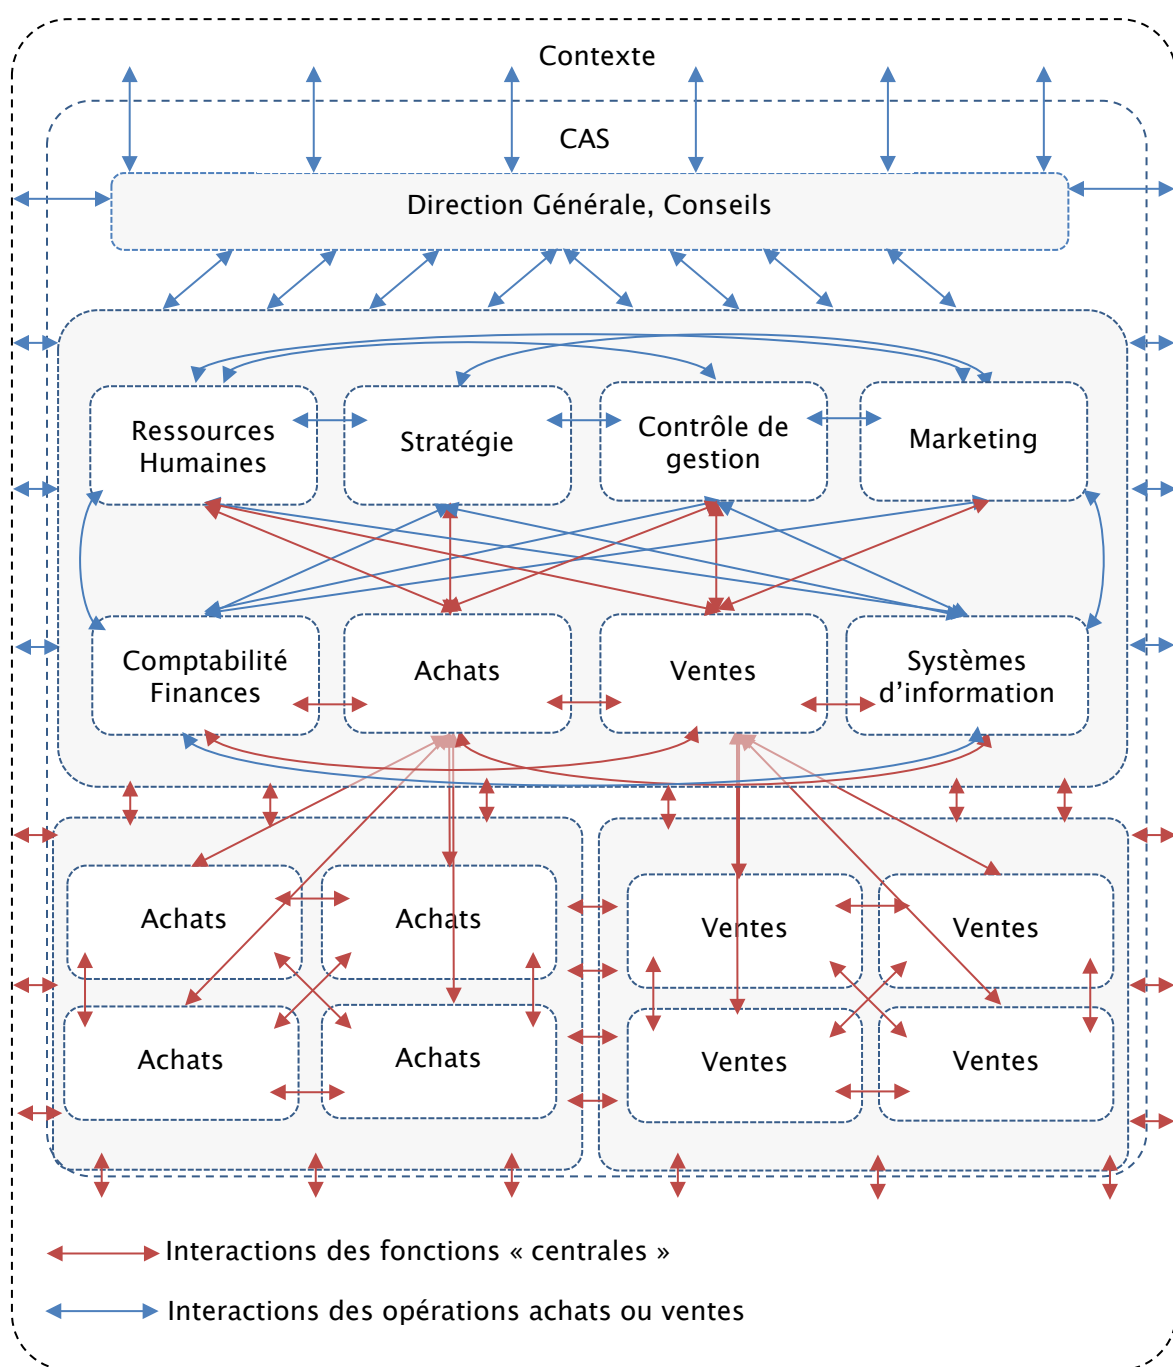 Contexte
CAS
Direction Générale, Conseils
Ressources
Humaines
Stratégie
Contrôle de
gestion
Marketing
Comptabilité
Finances
Achats
Ventes
Systèmes
d’information
Achats
Achats
Ventes
Ventes
Achats
Achats
Ventes
Ventes
Interactions des fonctions « centrales »
Interactions des opérations achats ou ventes